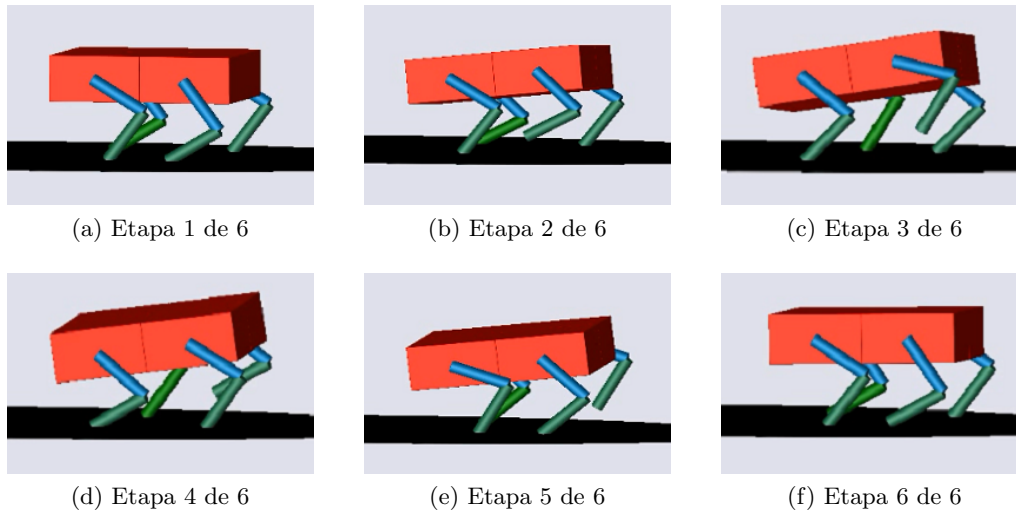 (a) Etapa 1 de 6
(b) Etapa 2 de 6
(c) Etapa 3 de 6
(d) Etapa 4 de 6
(e) Etapa 5 de 6
(f) Etapa 6 de 6